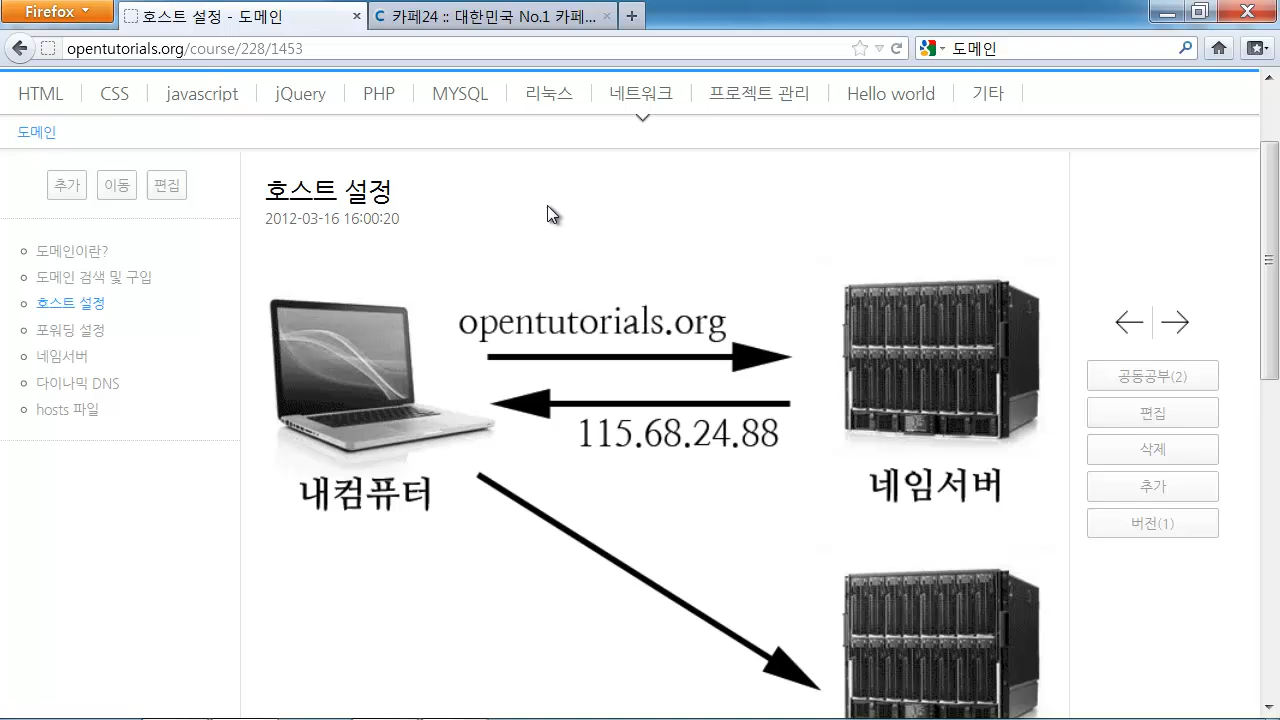 Firefox
호스트 설정 - 도메인
카페24 :: 대한민국 No.1 카페...
opentutorials.org/course/228/1453
도메인
HTML
CSS
javascript
jQuery
PHP
MYSQL
리눅스
네트워크
프로젝트 관리
Hello world
기타
도메인
추가
이동
편집
도메인이란?
도메인 검색 및 구입
호스트 설정
포워딩 설정
네임서버
다이나믹 DNS
hosts 파일
호스트 설정
2012-03-16 16:00:20
opentutorials.org
115.68.24.88
내컴퓨터
네임서버
공동공부(2)
편집
삭제
추가
버전(1)